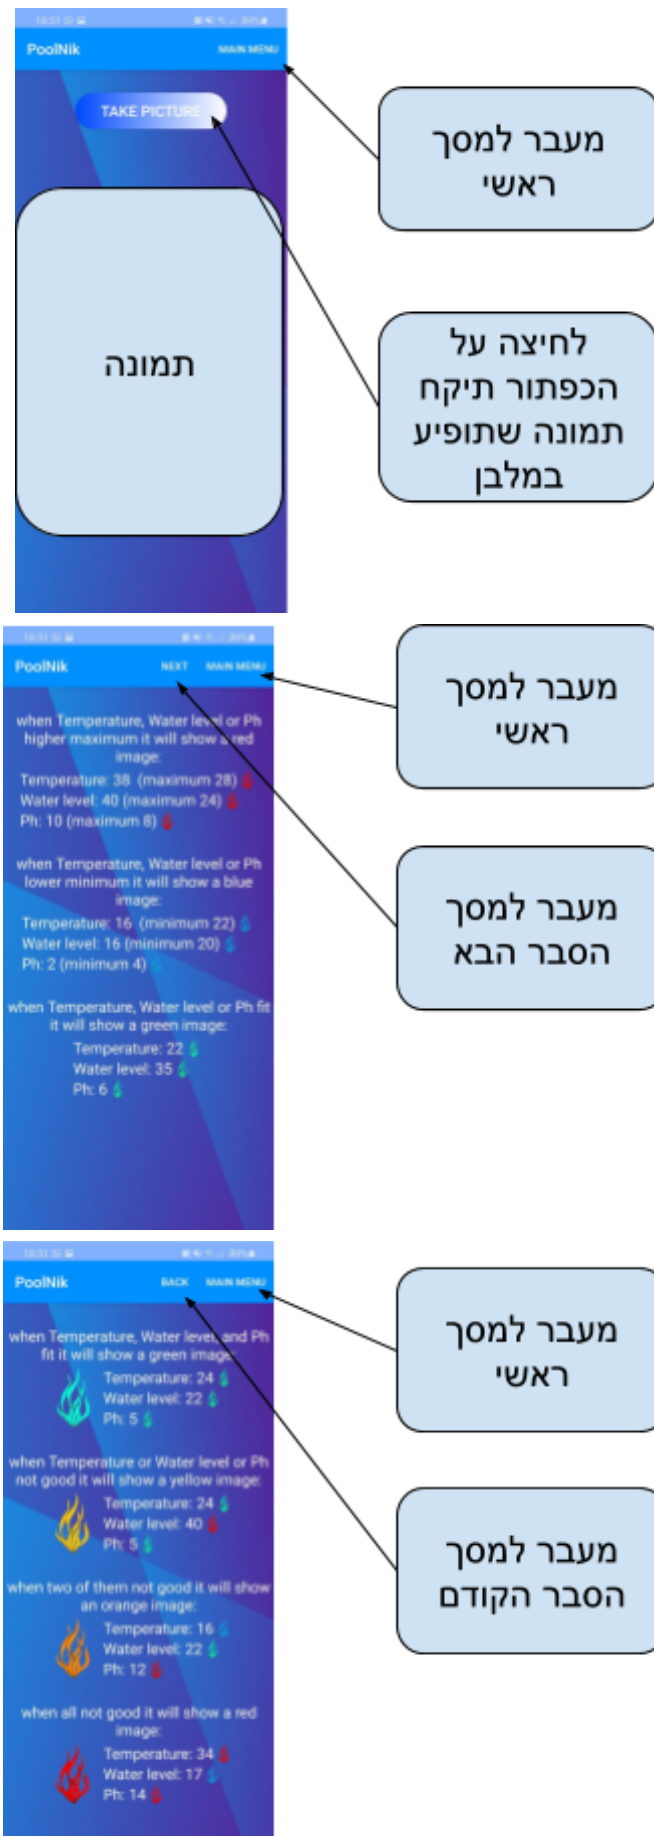 18:51
PoolNik MAIN MENU
TAKE PICTURE
תמונה
מעבר למסך
ראשי
לחיצה על
הכפתור תיקח
תמונה שתופיע
במלבן
18:51 89%
PoolNik NEXT MAIN MENU
when Temperature, Water level or Ph
higher maximum it will show a red
image:
Temperature: 38 (maximum 28)
Water level: 40 (maximum 24)
Ph: 10 (maximum 8)
when Temperature, Water level or Ph
lower minimum it will show a blue
image:
Temperature: 16 (minimum 22)
Water level: 16 (minimum 20)
Ph: 2 (minimum 4)
when Temperature, Water level or Ph fit
it will show a green image:
Temperature: 22
Water level: 35
Ph: 6
מעבר למסך
ראשי
מעבר למסך
הסבר הבא
18:51 89%
PoolNik BACK MAIN MENU
when Temperature, Water level, and Ph
fit it will show a green image:
Temperature: 24
Water level: 22
Ph: 5
when Temperature or Water level or Ph
not good it will show a yellow image:
Temperature: 24
Water level: 40
Ph: 5
when two of them not good it will show
an orange image:
Temperature: 16
Water level: 22
Ph: 12
when all not good it will show a red
image:
Temperature: 34
Water level: 17
Ph: 14
מעבר למסך
ראשי
מעבר למסך
הסבר הקודם